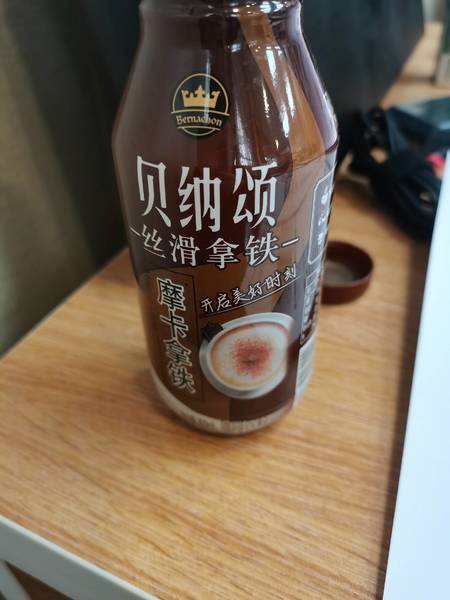 Bernachon
贝纳颂
丝滑拿铁
开启美好时刻
摩卡拿铁